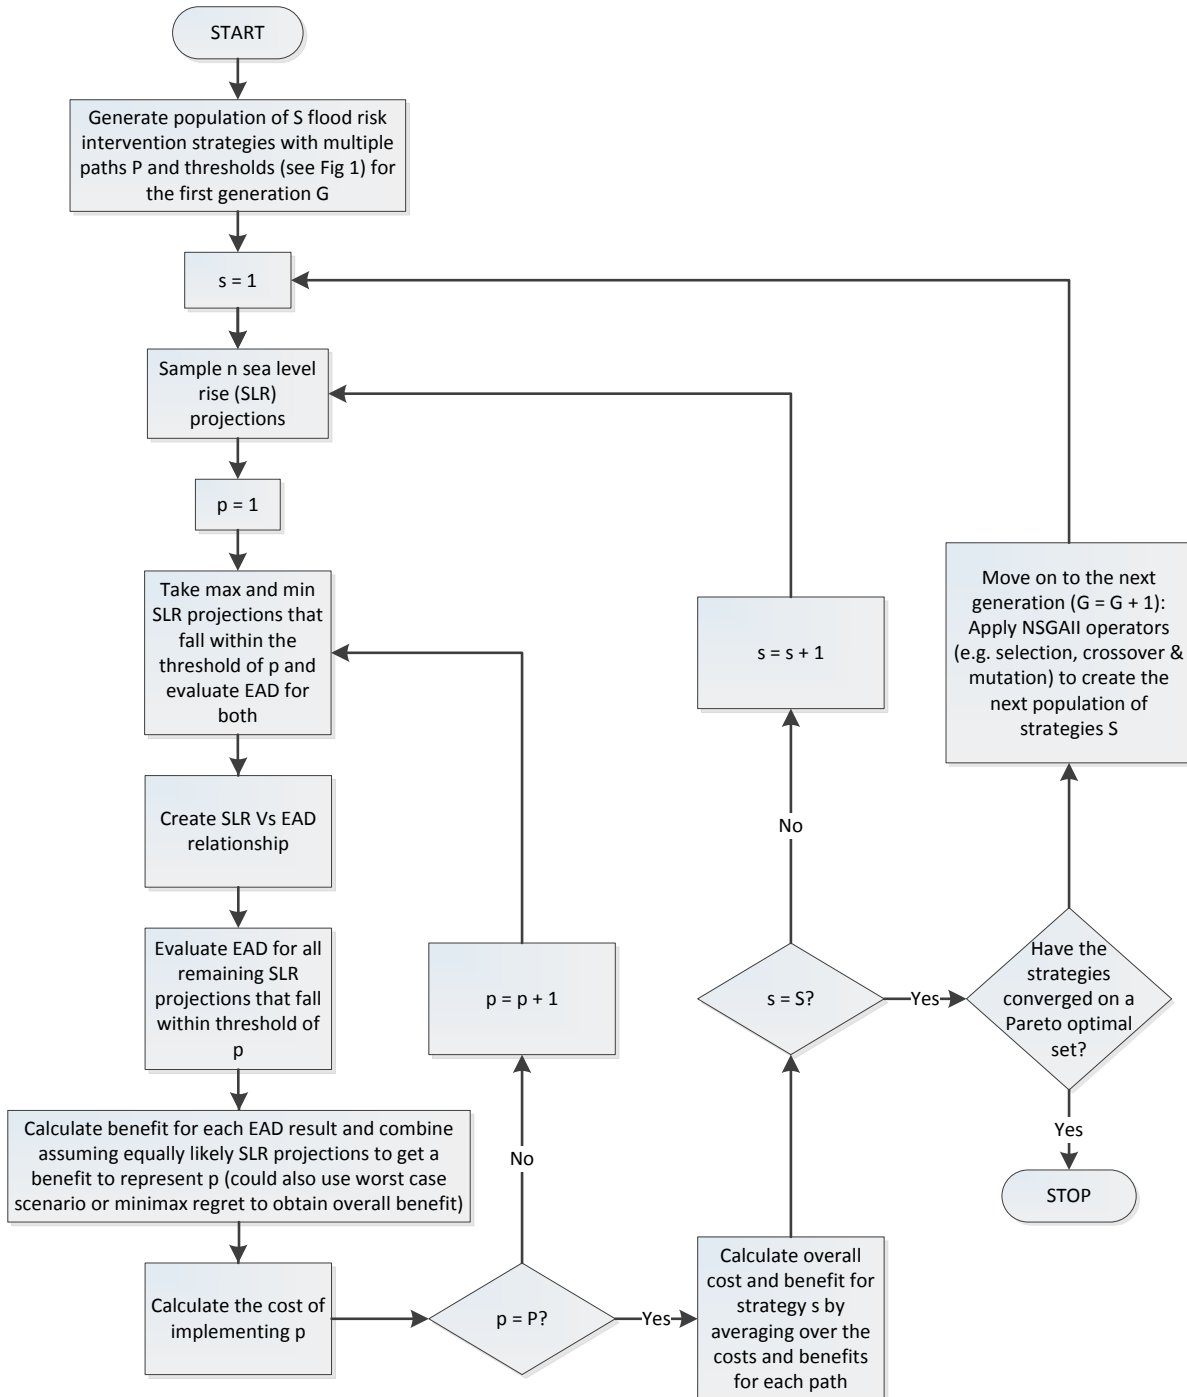 START
Generate population of S flood risk
intervention strategies with multiple
paths P and thresholds (see Fig 1) for
the first generation G
s = 1
Sample n sea level
rise (SLR)
projections
p = 1
Take max and min
SLR projections that
fall within the
threshold of p and
evaluate EAD for
both
Create SLR Vs EAD
relationship
Evaluate EAD for all
remaining SLR
projections that fall
within threshold of
p
Calculate benefit for each EAD result and combine
assuming equally likely SLR projections to get a
benefit to represent p (could also use worst case
scenario or minimax regret to obtain overall benefit)
Calculate the cost of
implementing p
p = P?
No
p = p + 1
Yes
Calculate overall
cost and benefit for
strategy s by
averaging over the
costs and benefits
for each path
s = S?
No
s = s + 1
Yes
Have the
strategies
converged on a
Pareto optimal
set?
Move on to the next
generation (G = G + 1):
Apply NSGAII operators
(e.g. selection, crossover &
mutation) to create the
next population of
strategies S
Yes
STOP